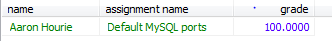 name assignment name grade
Aaron Hourie Default MySQL ports 100.0000